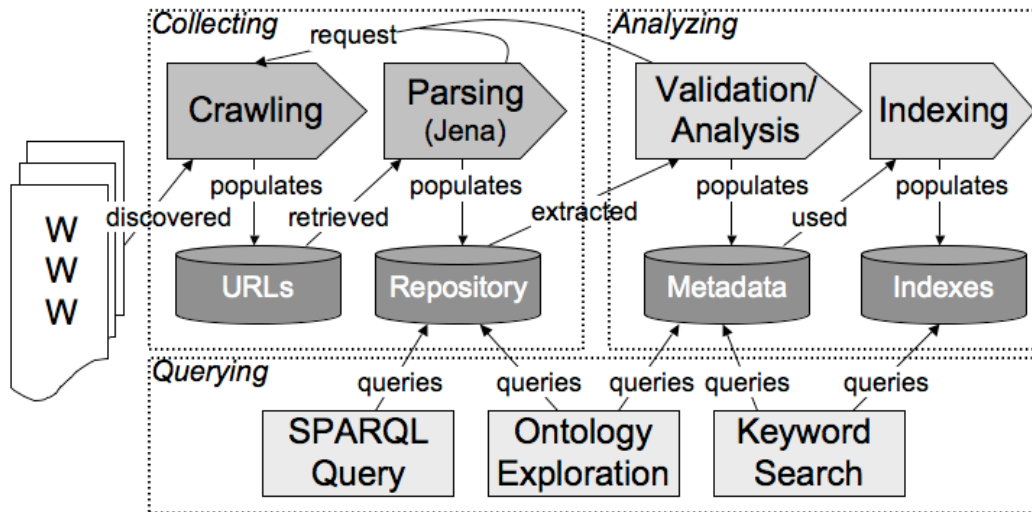 Collecting
Analyzing
request
Crawling
Parsing
(Jena)
Validation/
Analysis
Indexing
populates
populates
populates
populates
discovered
retrieved
extracted
used
W
W
W
URLs
Repository
Metadata
Indexes
Querying
queries
queries
queries
queries
queries
SPARQL
Query
Ontology
Exploration
Keyword
Search